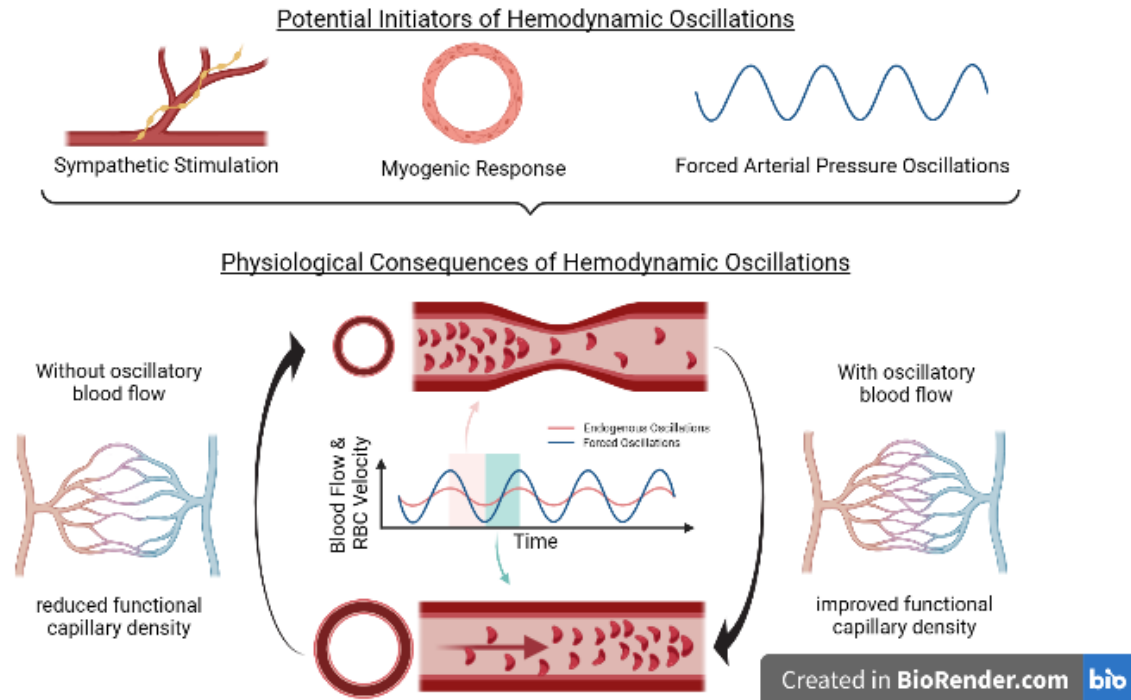 Potential Initiators of Hemodynamic Oscillations
Sympathetic Stimulation
Myogenic Response
Forced Arterial Pressure Oscillations
Physiological Consequences of Hemodynamic Oscillations
Without oscillatory
blood flow
reduced functional
capillary density
Endogenous Oscillations
Forced Oscillations
Blood Flow &
RBC Velocity
Time
With oscillatory
blood flow
improved functional
capillary density
Created in BioRender.com bio